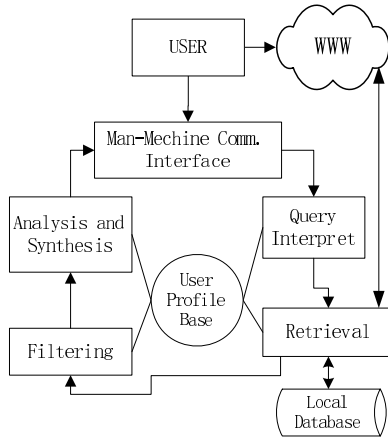 USER
WWW
Man-Mechine Comm.
Interface
Analysis and
Synthesis
Query
Interpret
User
Profile
Base
Filtering
Retrieval
Local
Database